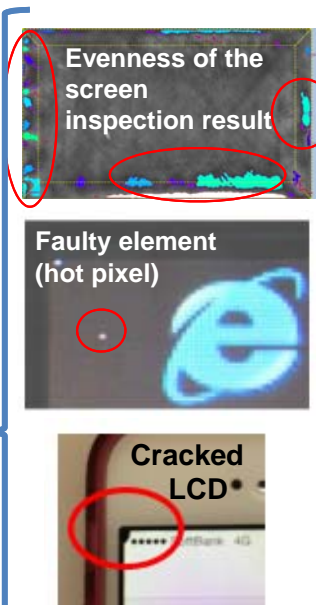 Evenness of the
screen
inspection result
Faulty element
(hot pixel)
Cracked
LCD
SoftBank 4G